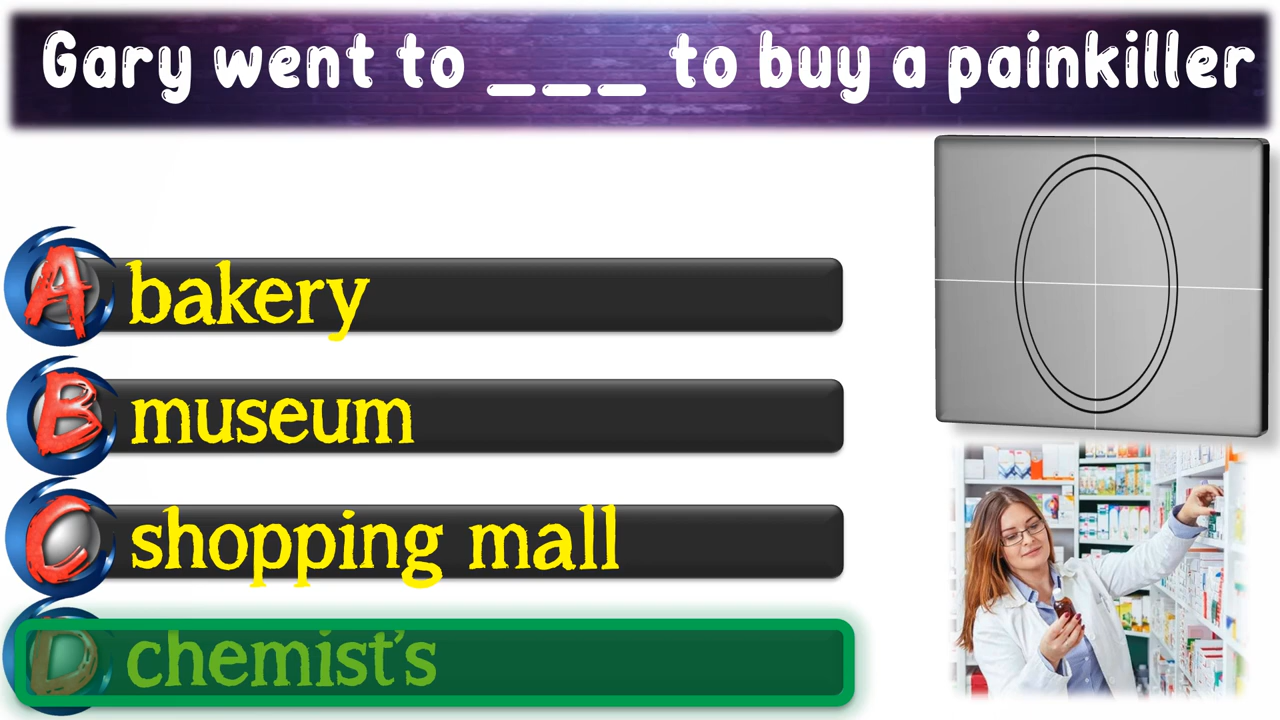 Gary went to ___ to buy a painkiller
A bakery
B museum
C shopping mall
D chemist's